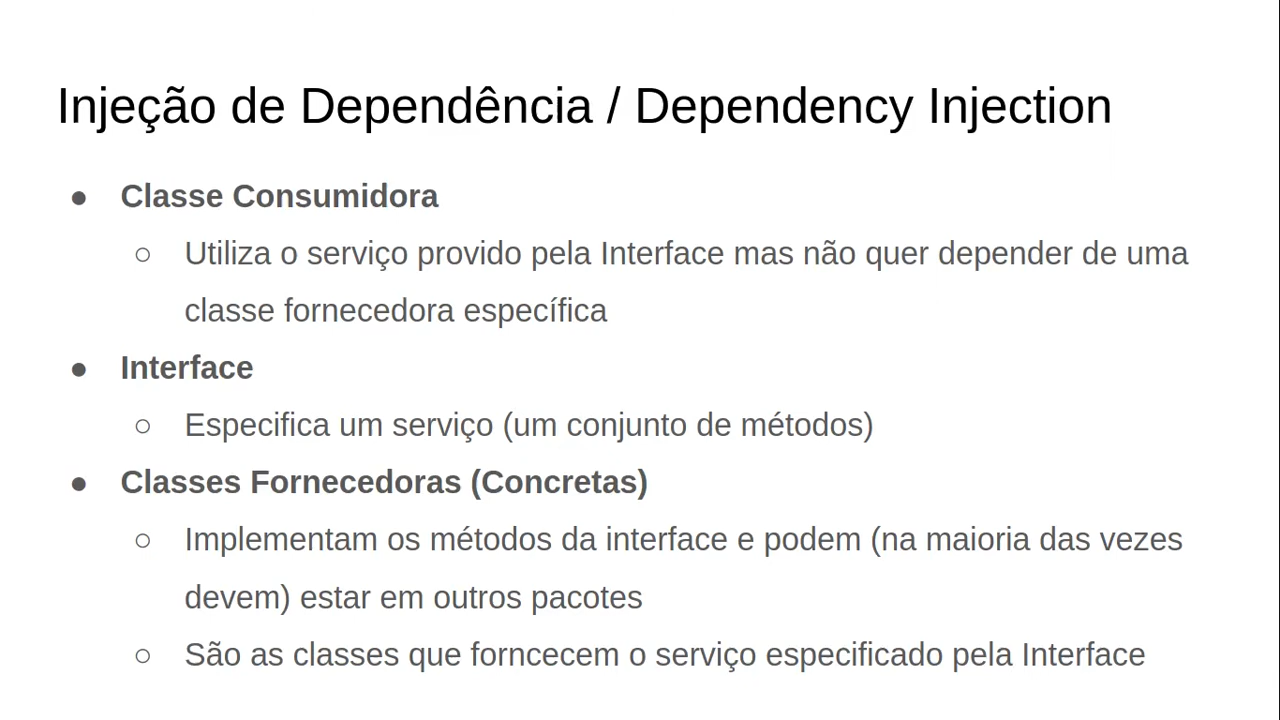 Injeção de Dependência / Dependency Injection
● Classe Consumidora
○ Utiliza o serviço provido pela Interface mas não quer depender de uma
classe fornecedora específica
● Interface
○ Especifica um serviço (um conjunto de métodos)
● Classes Fornecedoras (Concretas)
○ Implementam os métodos da interface e podem (na maioria das vezes
devem) estar em outros pacotes
○ São as classes que forncecem o serviço especificado pela Interface